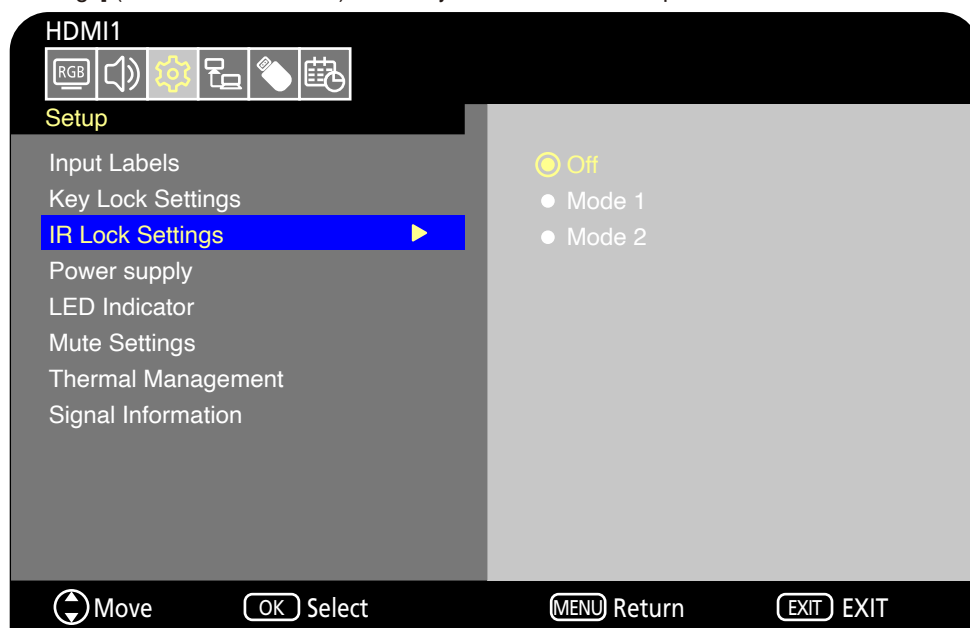 HDMI1
RGB
Setup
Input Labels
Key Lock Settings
IR Lock Settings
Power supply
LED Indicator
Mute Settings
Thermal Management
Signal Information
Off
Mode 1
Mode 2
Move OK Select MENU Return EXIT EXIT